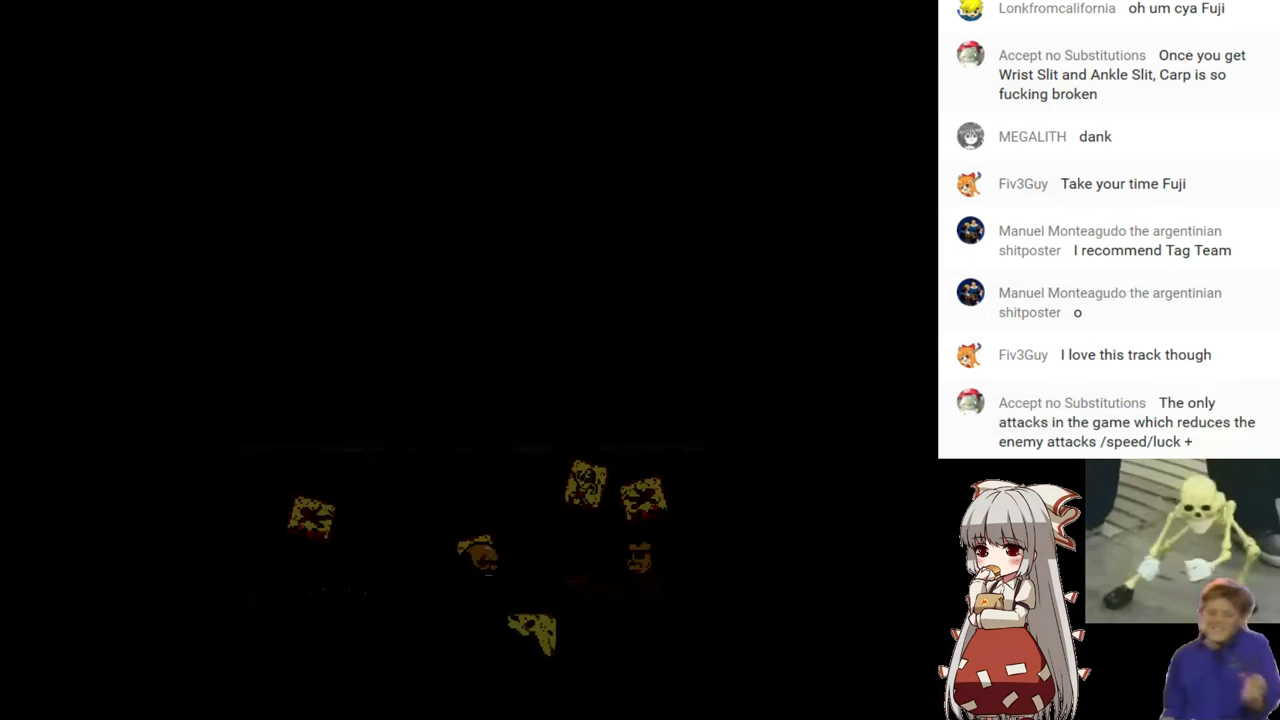 Lonkfromcalifornia oh um cya Fuji
Accept no Substitutions Once you get
Wrist Slit and Ankle Slit, Carp is so
fucking broken
MEGALITH dank
Fiv3Guy Take your time Fuji
Manuel Monteagudo the argentinian
shitposter I recommend Tag Team
Manuel Monteagudo the argentinian
shitposter o
Fiv3Guy I love this track though
Accept no Substitutions The only
attacks in the game which reduces the
enemy attacks /speed/luck +